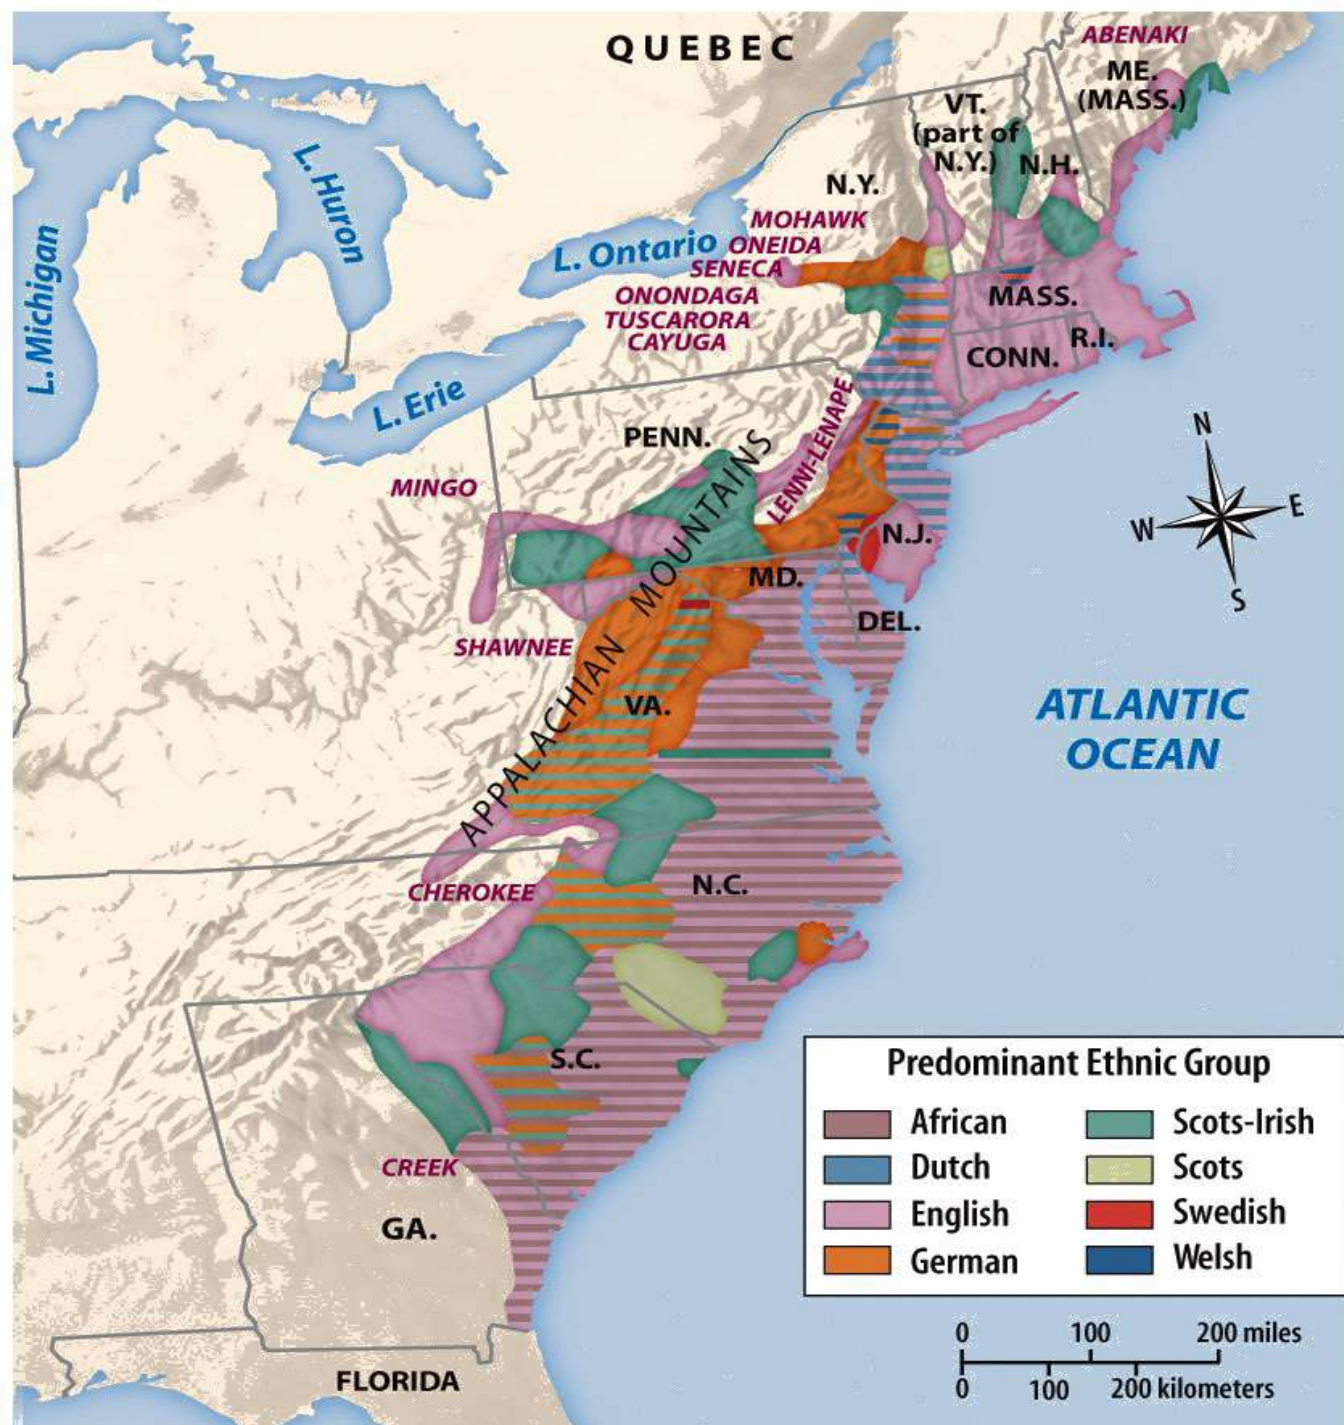 QUEBEC
ABENAKI
ME.
(MASS.)
VT.
(part of
N.Y.)
N.H.
N.Y.
L. Huron
L. Michigan
L. Ontario
MOHAWK
ONEIDA
SENECA
ONONDAGA
TUSCARORA
CAYUGA
MASS.
R.I.
CONN.
L. Erie
PENN.
LENNI-LENAPE
MINGO
N
W
E
S
N.J.
MD.
DEL.
SHAWNEE
APPALACHIAN MOUNTAINS
VA.
ATLANTIC
OCEAN
CHEROKEE
N.C.
S.C.
CREEK
GA.
FLORIDA
Predominant Ethnic Group
African
Dutch
English
German
Scots-Irish
Scots
Swedish
Welsh
0 100 200 miles
0 100 200 kilometers